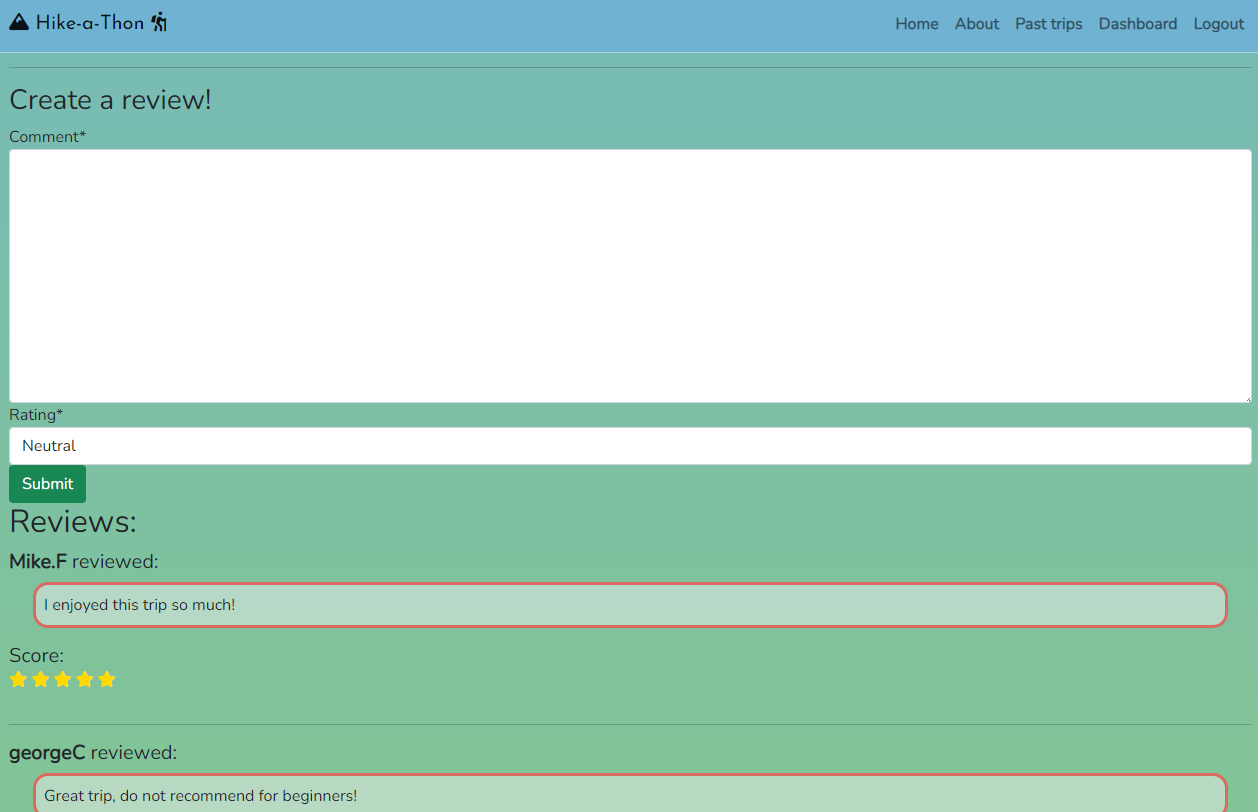 Hike-a-Thon
Home About Past trips Dashboard Logout
Create a review!
Comment*
Rating*
Neutral
Submit
Reviews:
Mike.F reviewed:
I enjoyed this trip so much!
Score:
georgeC reviewed:
Great trip, do not recommend for beginners!